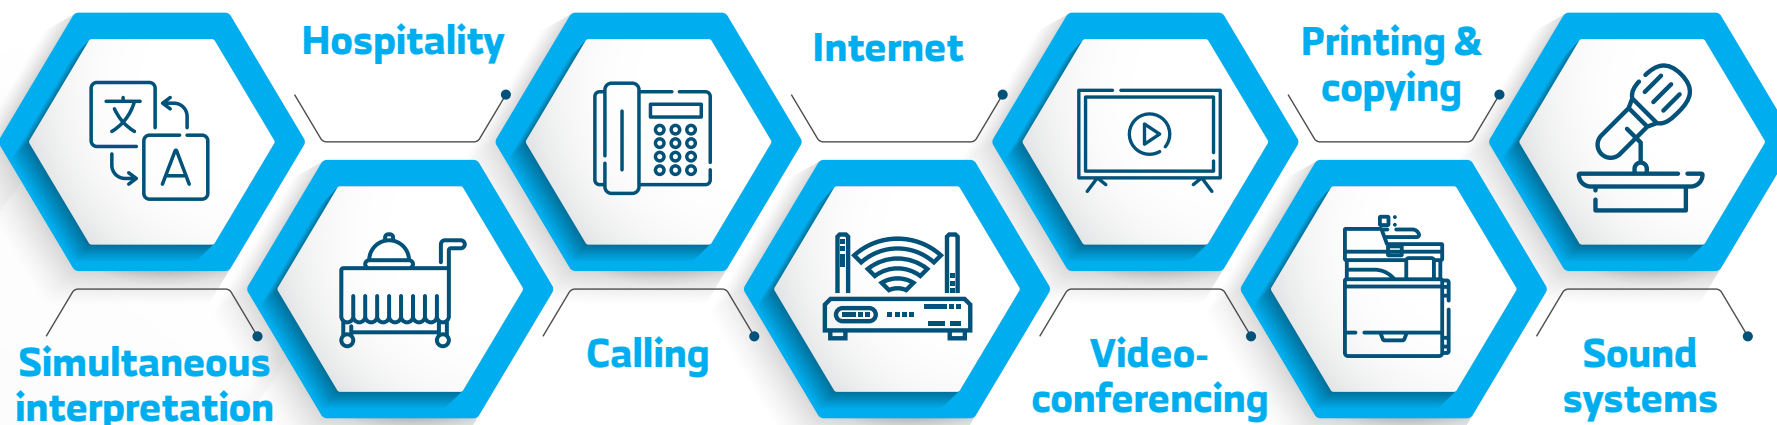 Hospitality
Internet
Printing &
copying
文
A
Simultaneous
interpretation
Calling
Video-
conferencing
Sound
systems